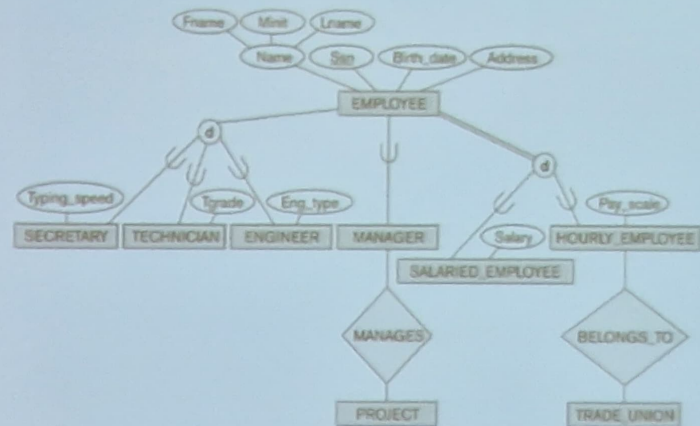 Fname Minit Lname
Name Ssn Birth_date Address
EMPLOYEE
d
d
Typing_speed Tgrade Eng_type Pay_scale
SECRETARY TECHNICIAN ENGINEER MANAGER Salary HOURLY_EMPLOYEE
SALARIED_EMPLOYEE
MANAGES BELONGS_TO
PROJECT TRADE_UNION